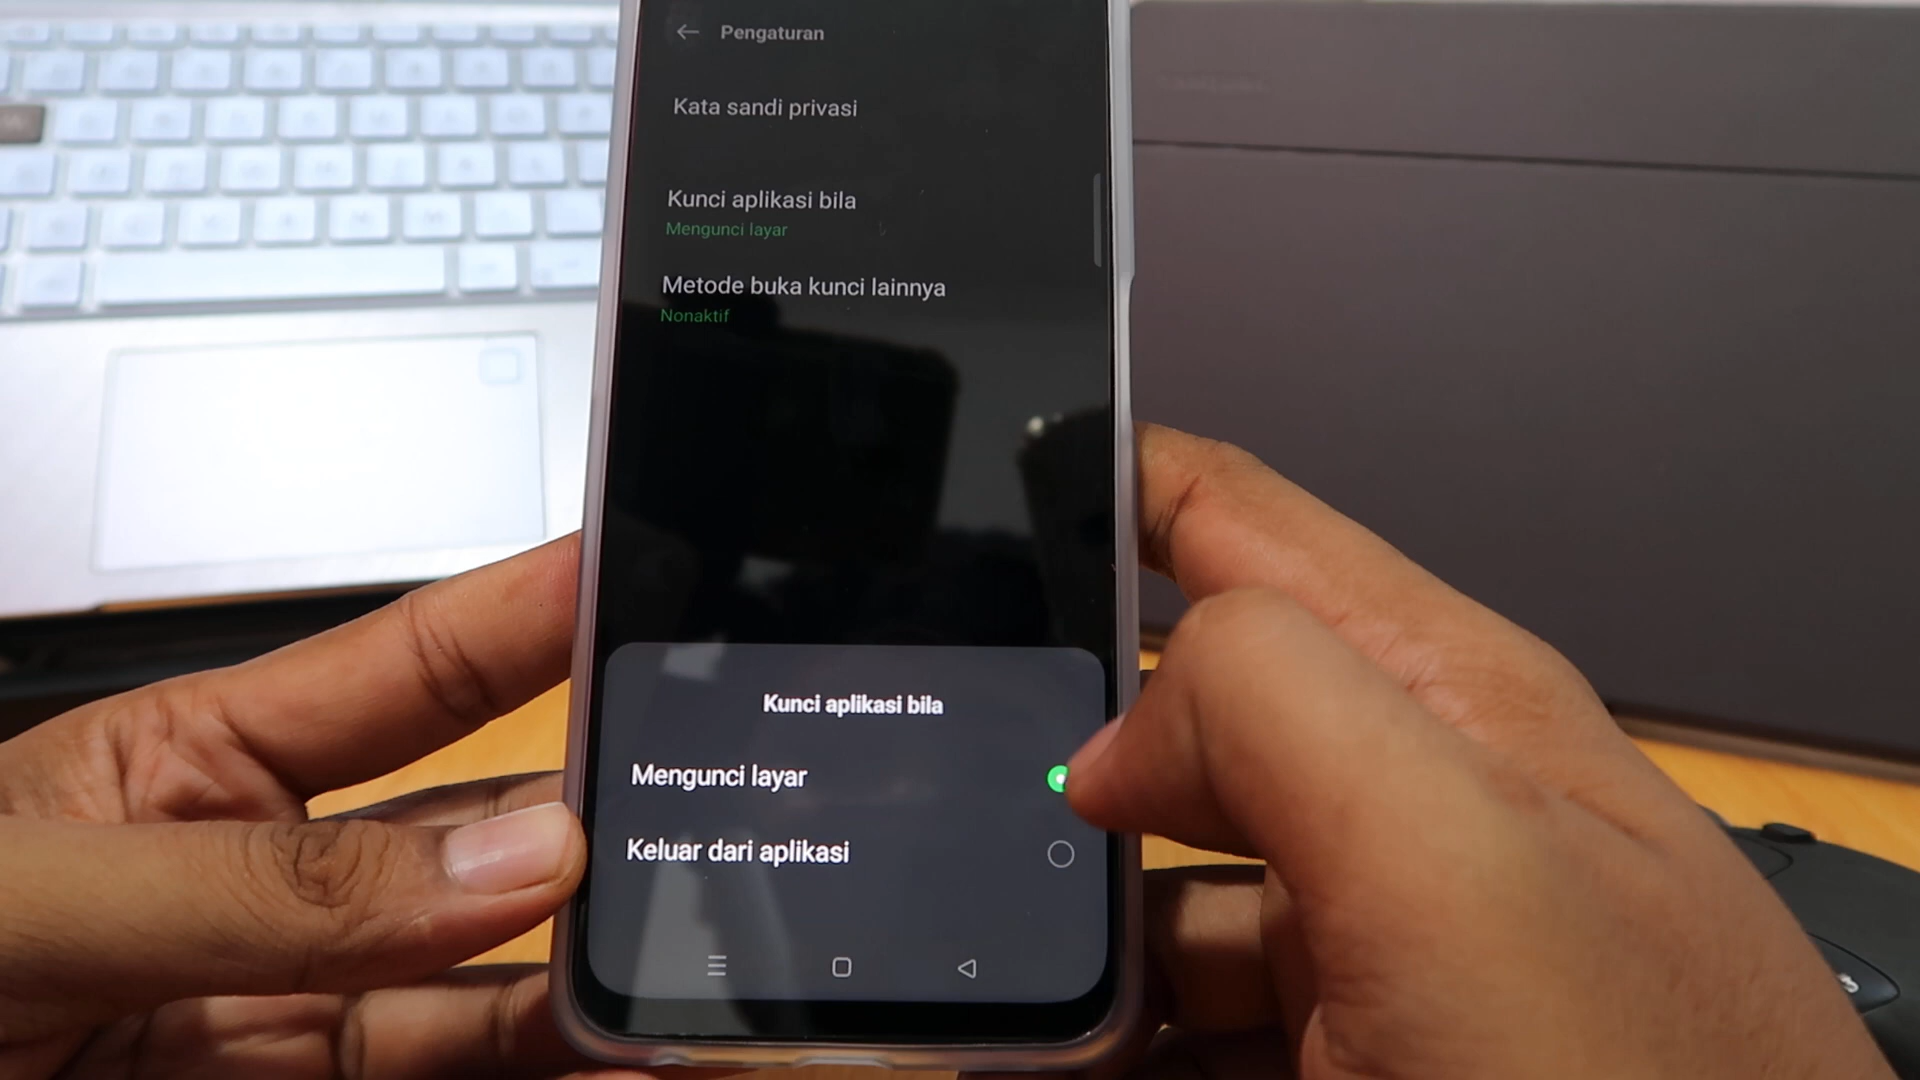 Pengaturan
Kata sandi privasi
Kunci aplikasi bila
Mengunci layar
Metode buka kunci lainnya
Nonaktif
Kunci aplikasi bila
Mengunci layar
Keluar dari aplikasi